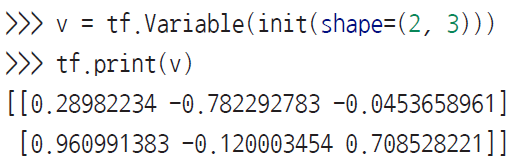 >>> v = tf.Variable(init(shape=(2, 3)))
>>> tf.print(v)
[[0.28982234 -0.782292783 -0.0453658961]
[0.960991383 -0.120003454 0.708528221]]